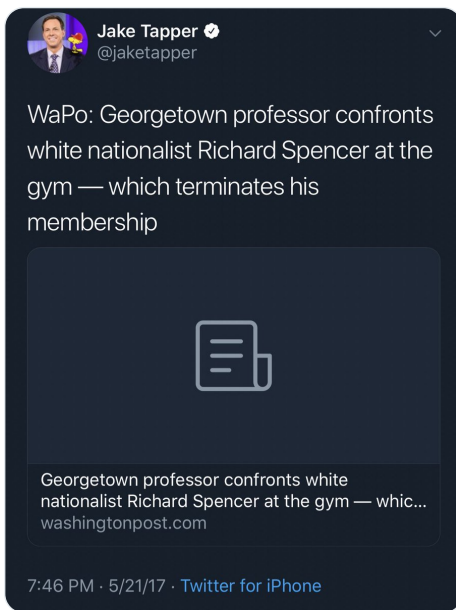 Jake Tapper
@jaketapper
WaPo: Georgetown professor confronts
white nationalist Richard Spencer at the
gym — which terminates his
membership
Georgetown professor confronts white
nationalist Richard Spencer at the gym — whic...
washingtonpost.com
7:46 PM · 5/21/17 · Twitter for iPhone